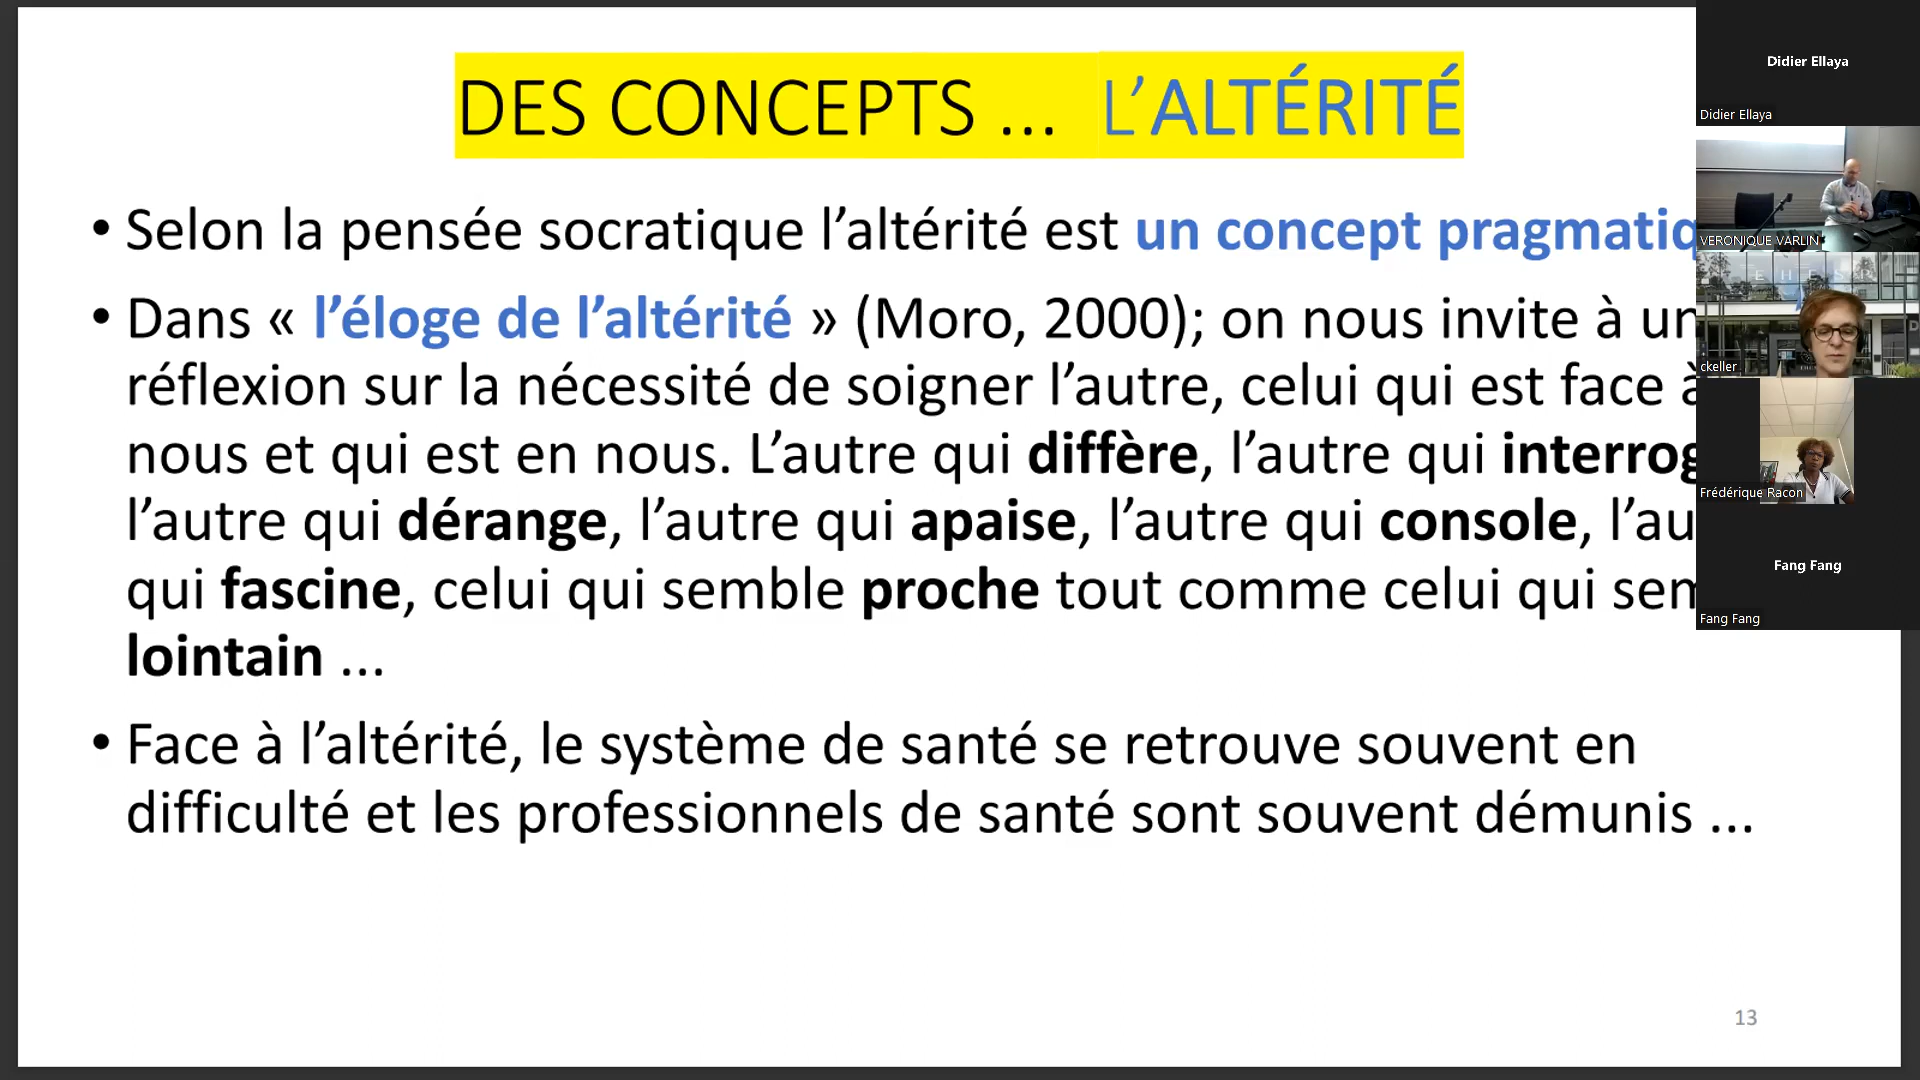 DES CONCEPTS ... L’ALTÉRITÉ
• Selon la pensée socratique l’altérité est un concept
• Dans « l’éloge de l’altérité » (Moro, 2000); on nous invite à
réflexion sur la nécessité de soigner l’autre, celui qui est face à
nous et qui est en nous. L’autre qui diffère, l’autre qui
l’autre qui dérange, l’autre qui apaise, l’autre qui console,
qui fascine, celui qui semble proche tout comme celui qui
lointain ...
• Face à l’altérité, le système de santé se retrouve souvent en
difficulté et les professionnels de santé sont souvent démunis ...
13
Didier Ellaya
Didier Ellaya
VERONIQUE VARLIN
EHESP
ckeller
Frédérique Racon
Fang Fang
Fang Fang